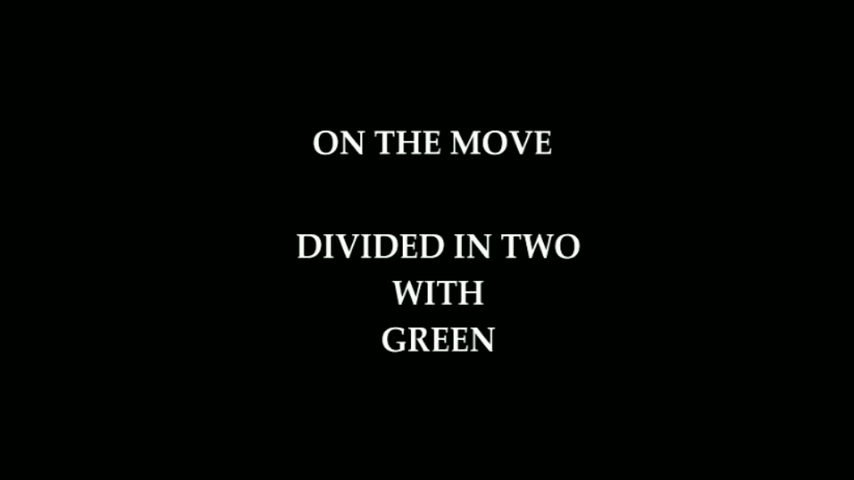 ON THE MOVE
DIVIDED IN TWO
WITH
GREEN